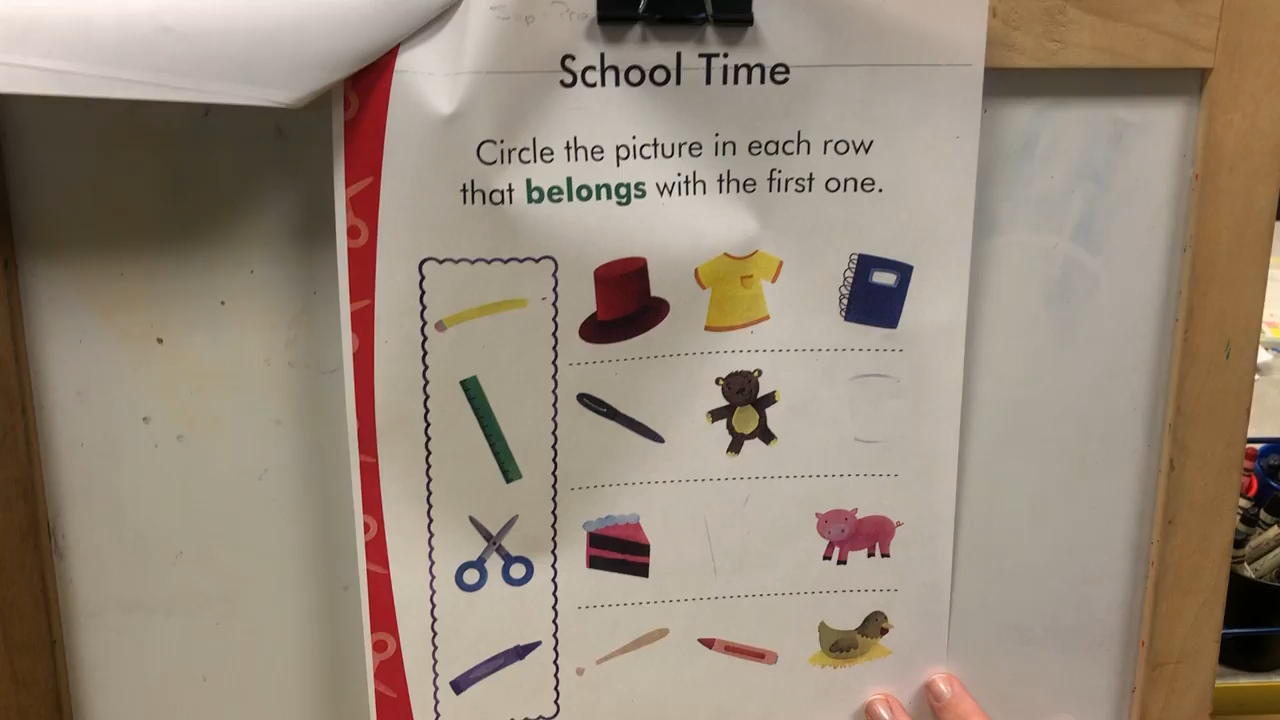 School Time
Circle the picture in each row
that belongs with the first one.